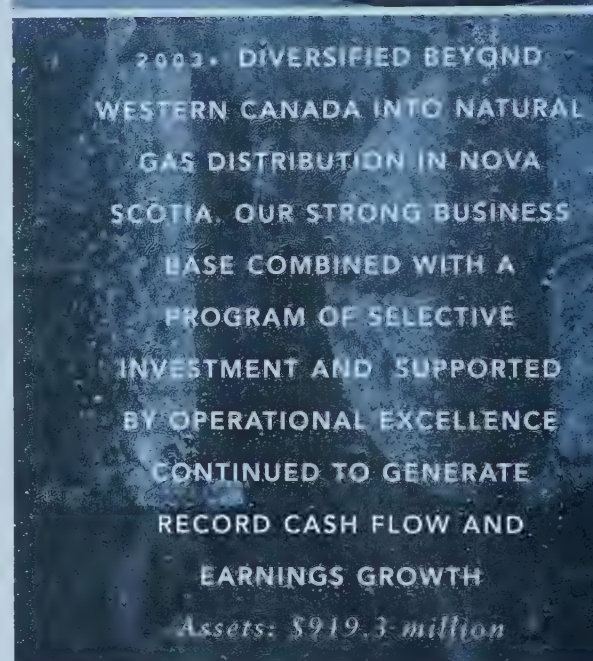 2003. DIVERSIFIED BEYOND
WESTERN CANADA INTO NATURAL
GAS DISTRIBUTION IN NOVA
SCOTIA. OUR STRONG BUSINESS
BASE COMBINED WITH A
PROGRAM OF SELECTIVE
INVESTMENT AND SUPPORTED
BY OPERATIONAL EXCELLENCE
CONTINUED TO GENERATE
RECORD CASH FLOW AND
EARNINGS GROWTH
Assets: $919.3 million